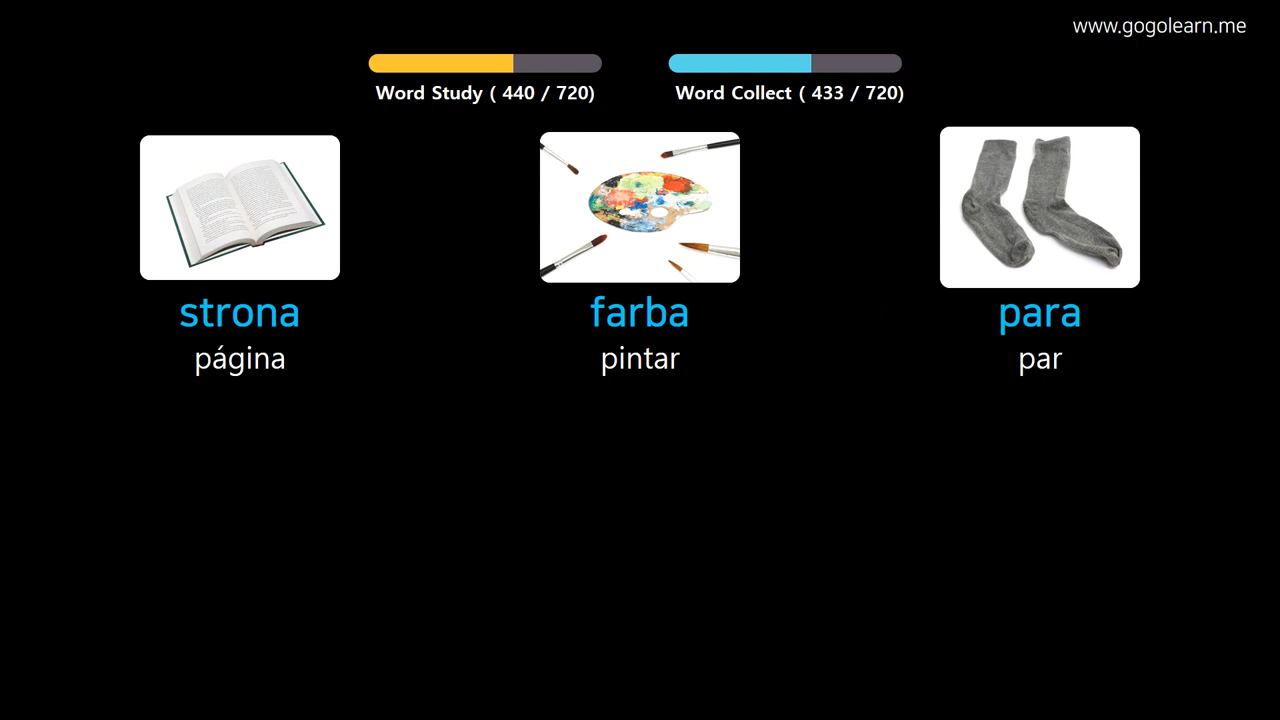 www.gogolearn.me
Word Study ( 440 / 720)
Word Collect ( 433 / 720)
strona
farba
para
página
pintar
par